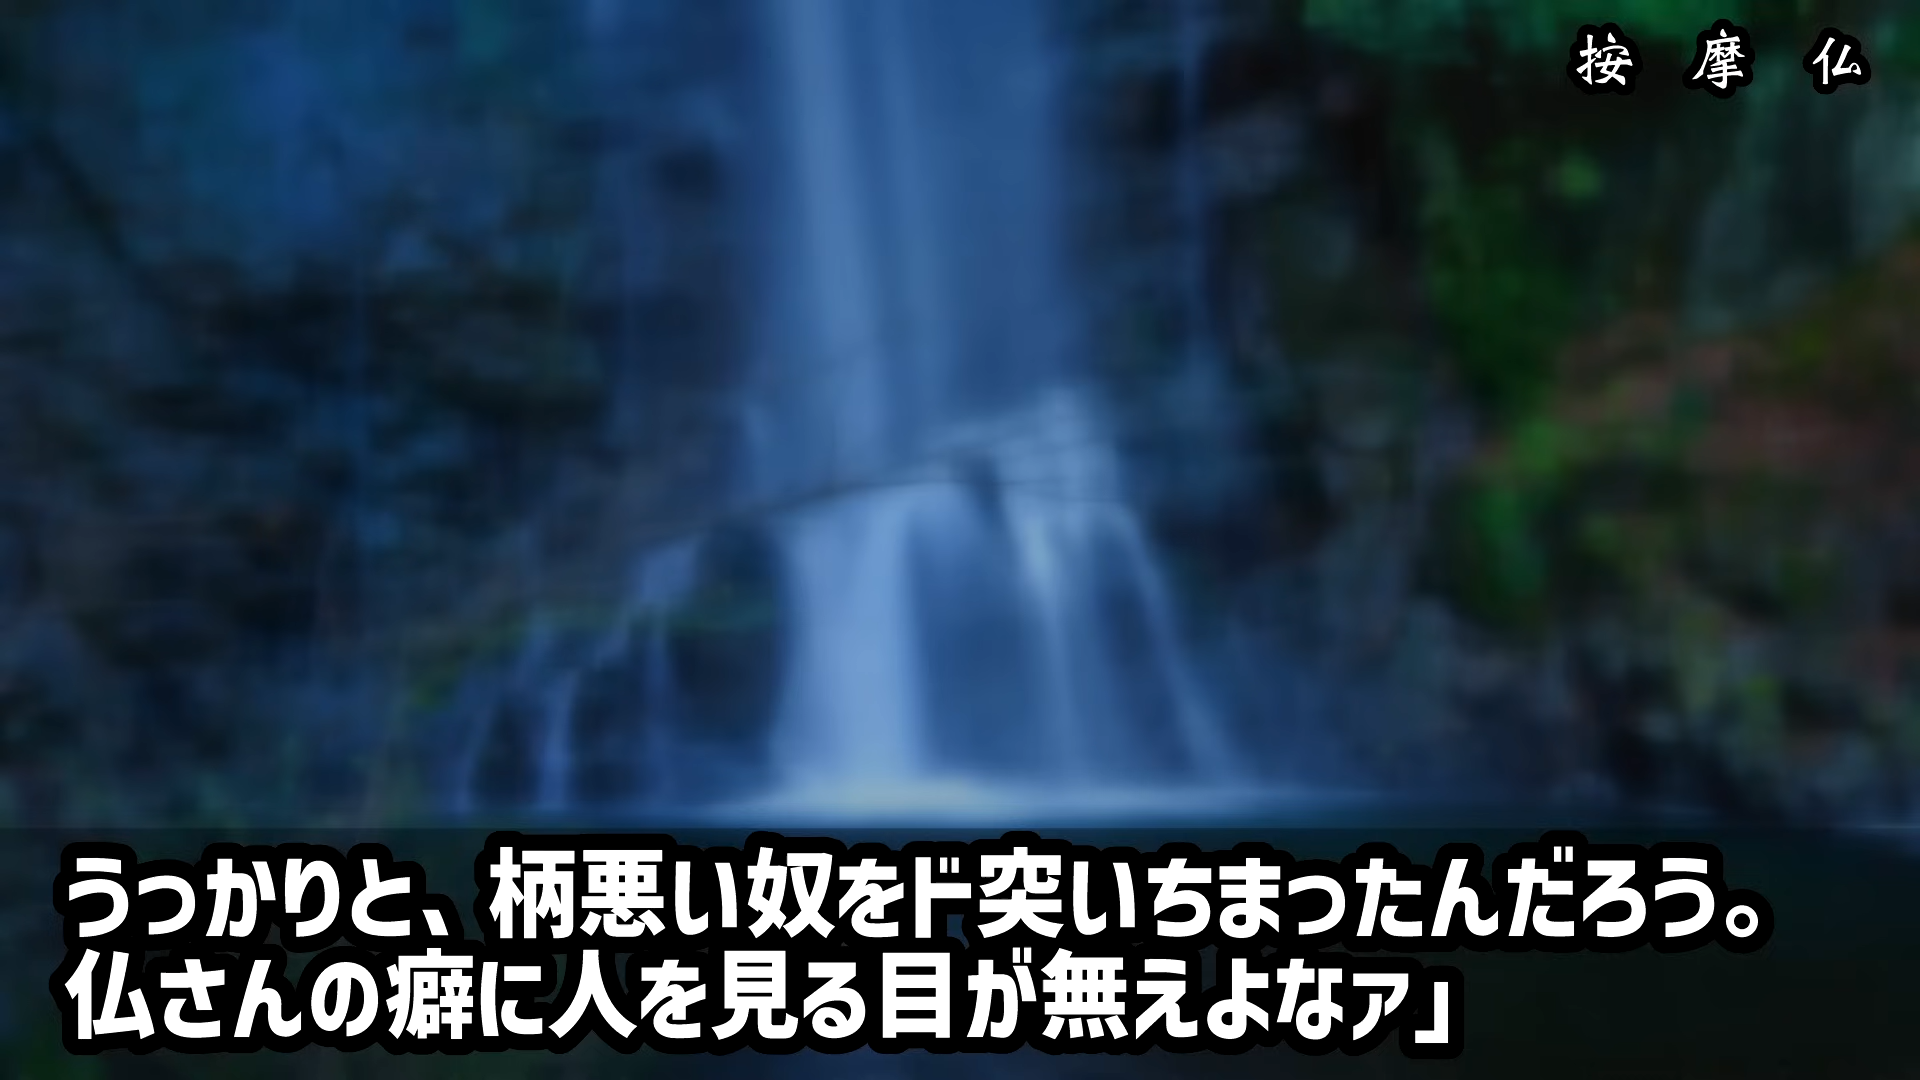 按摩仏
うっかりと、柄悪い奴をド突いちまったんだろう。
仏さんの癖に人を見る目が無えよなァ」